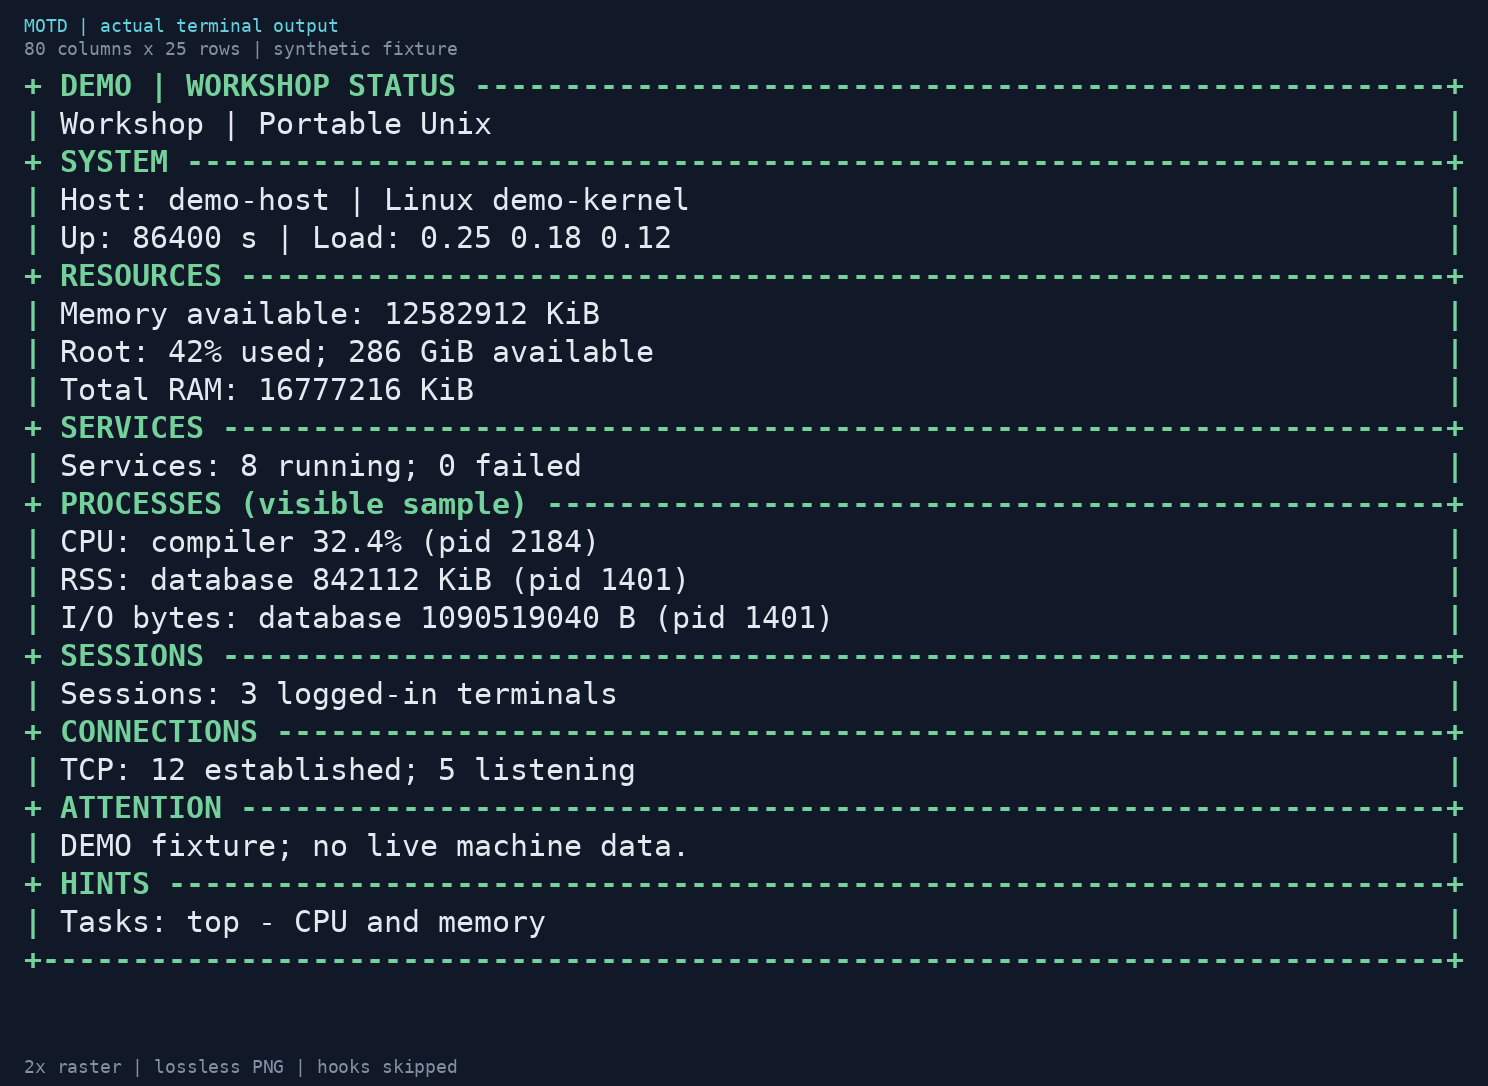 MOTD | actual terminal output
80 columns x 25 rows | synthetic fixture
+ DEMO | WORKSHOP STATUS ------------------------------------------------------+
| Workshop | Portable Unix                                                     |
+ SYSTEM ----------------------------------------------------------------------+
| Host: demo-host | Linux demo-kernel                                          |
| Up: 86400 s | Load: 0.25 0.18 0.12                                           |
+ RESOURCES -------------------------------------------------------------------+
| Memory available: 12582912 KiB                                               |
| Root: 42% used; 286 GiB available                                            |
| Total RAM: 16777216 KiB                                                      |
+ SERVICES --------------------------------------------------------------------+
| Services: 8 running; 0 failed                                                |
+ PROCESSES (visible sample) --------------------------------------------------+
| CPU: compiler 32.4% (pid 2184)                                               |
| RSS: database 842112 KiB (pid 1401)                                          |
| I/O bytes: database 1090519040 B (pid 1401)                                  |
+ SESSIONS --------------------------------------------------------------------+
| Sessions: 3 logged-in terminals                                              |
+ CONNECTIONS -----------------------------------------------------------------+
| TCP: 12 established; 5 listening                                             |
+ ATTENTION -------------------------------------------------------------------+
| DEMO fixture; no live machine data.                                          |
+ HINTS -----------------------------------------------------------------------+
| Tasks: top - CPU and memory                                                  |
+------------------------------------------------------------------------------+
2x raster | lossless PNG | hooks skipped